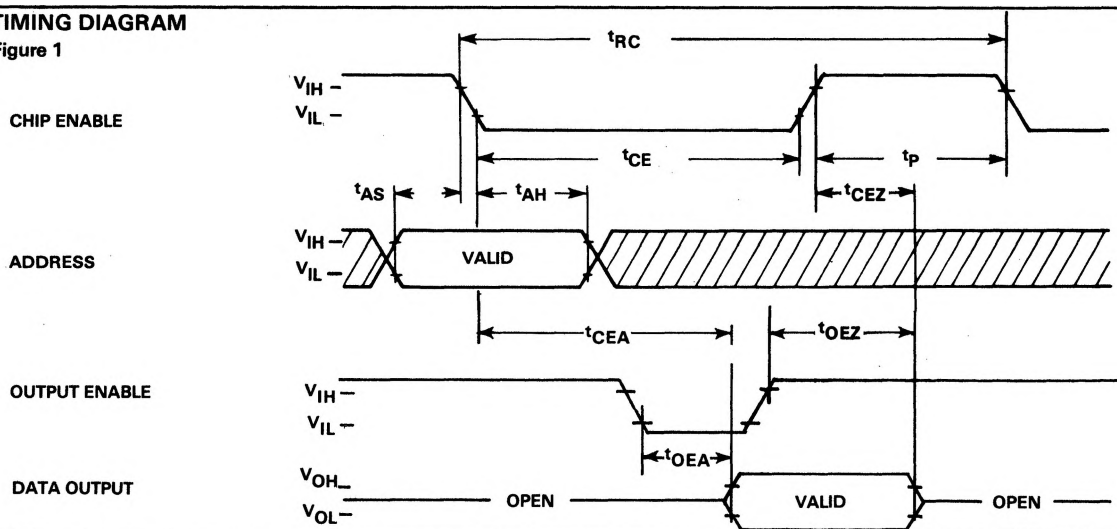 TIMING DIAGRAM
Figure 1
tRC
VIH
VIL
CHIP ENABLE
tCE
tP
tAS
tAH
tCEZ
VIH
VIL
VALID
ADDRESS
tCEA
tOEZ
OUTPUT ENABLE
VIH
VIL
tOEA
DATA OUTPUT
VOH
VOL
OPEN
VALID
OPEN